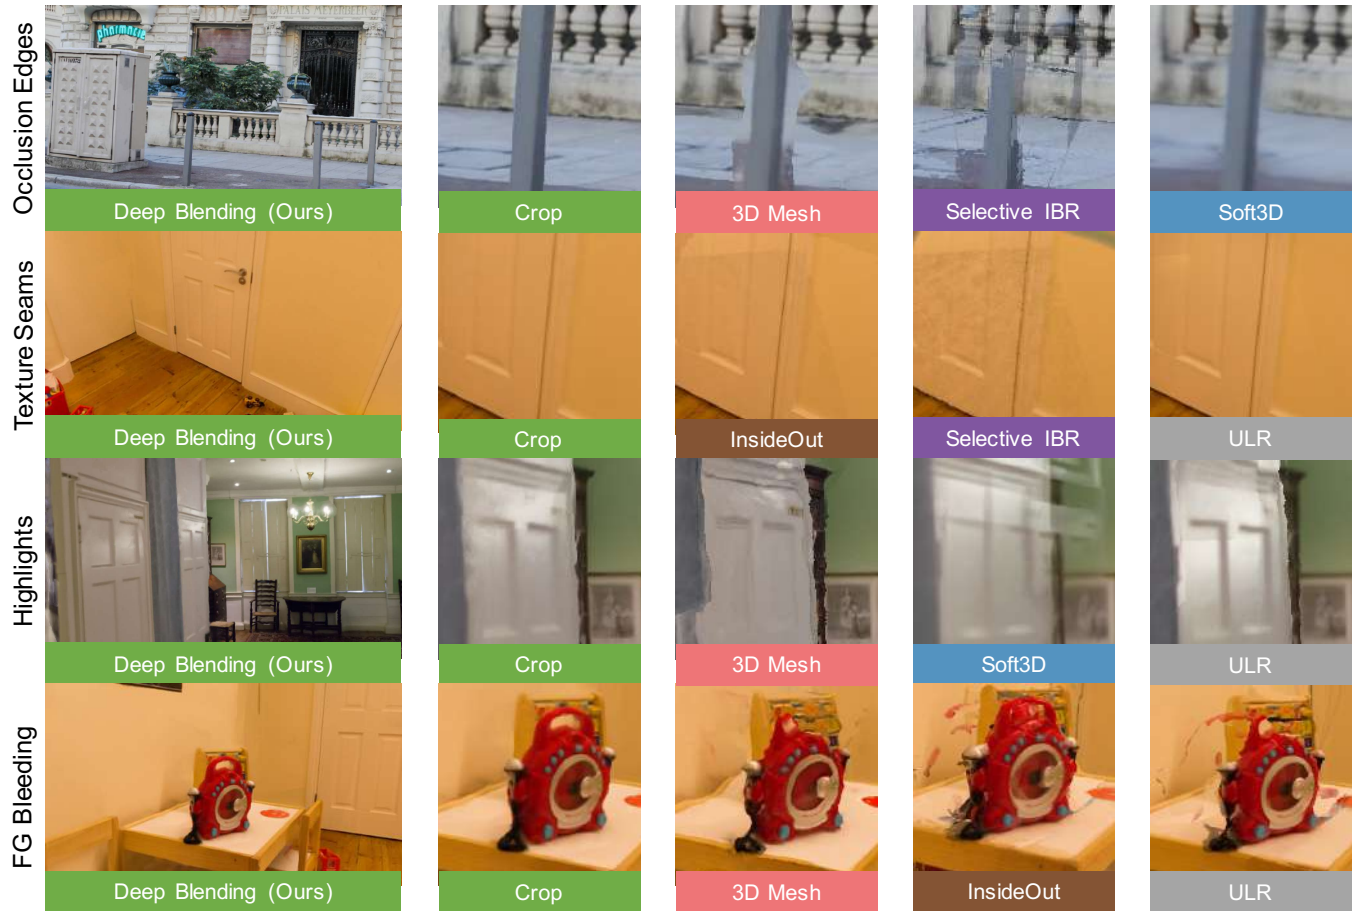 Occlusion Edges
PALAIS MEYERBEER
pharmacie
Deep Blending (Ours)
Crop
3D Mesh
Selective IBR
Soft3D
Texture Seams
Deep Blending (Ours)
Crop
InsideOut
Selective IBR
ULR
Highlights
Deep Blending (Ours)
Crop
3D Mesh
Soft3D
ULR
FG Bleeding
Deep Blending (Ours)
Crop
3D Mesh
InsideOut
ULR